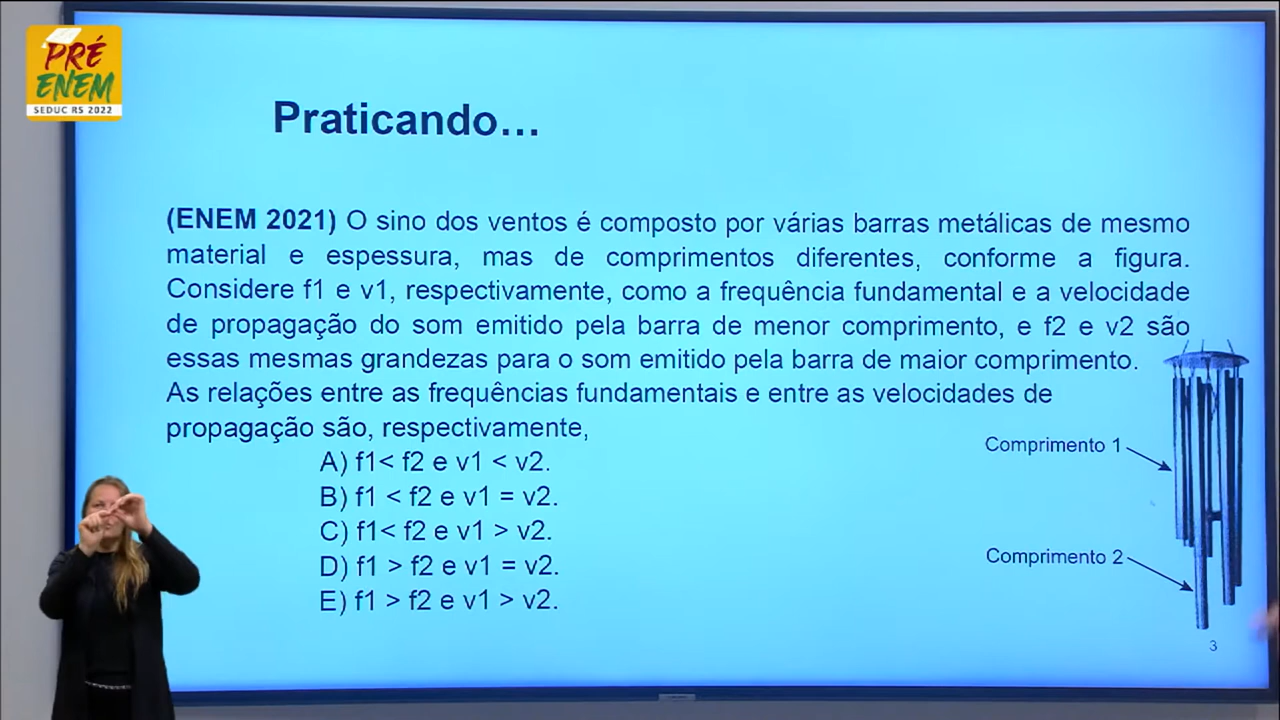 PRÉ
ENEM
SEDUC RS 2022
Praticando...
(ENEM 2021) O sino dos ventos é composto por várias barras metálicas de mesmo
material e espessura, mas de comprimentos diferentes, conforme a figura.
Considere f1 e v1, respectivamente, como a frequência fundamental e a velocidade
de propagação do som emitido pela barra de menor comprimento, e f2 e v2 são
essas mesmas grandezas para o som emitido pela barra de maior comprimento.
As relações entre as frequências fundamentais e entre as velocidades de
propagação são, respectivamente,
A) f1< f2 e v1 < v2.
B) f1 < f2 e v1 = v2.
C) f1< f2 e v1 > v2.
D) f1 > f2 e v1 = v2.
E) f1 > f2 e v1 > v2.
Comprimento 1
Comprimento 2
3